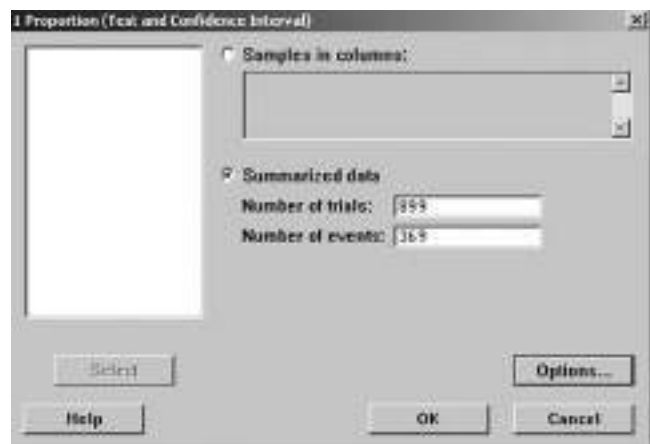 1 Proportion (Test and Confidence Interval)
Samples in columns:
Summarized data
Number of trials: 899
Number of events: 369
Select
Options...
Help
OK
Cancel